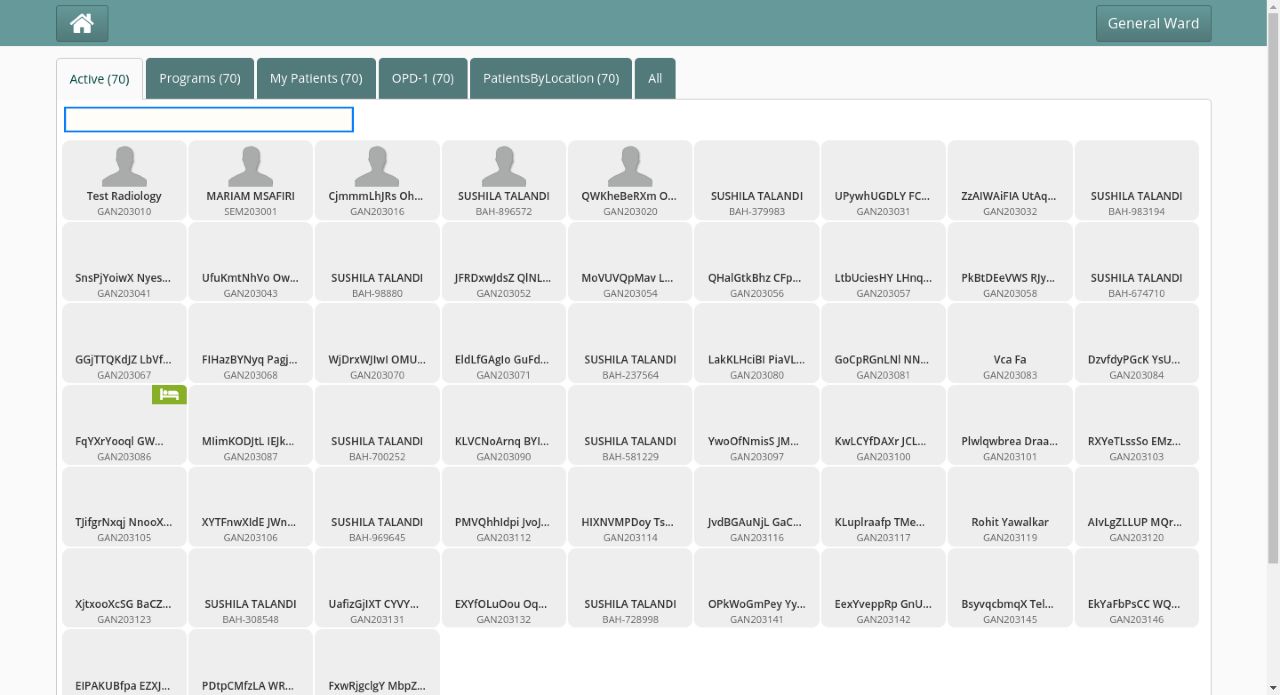 General Ward
Active (70)
Programs (70)
My Patients (70)
OPD-1 (70)
PatientsByLocation (70)
All
Test Radiology
GAN203010
MARIAM MSAFIRI
SEM203001
CjmmmLhJRs Oh...
GAN203016
SUSHILA TALANDI
BAH-896572
QWKheBeRXm O...
GAN203020
SUSHILA TALANDI
BAH-379983
UPywhUGDLY FC...
GAN203031
ZzAIWAiFIA UtAq...
GAN203032
SUSHILA TALANDI
BAH-983194
SnsPjYoiwX Nyes...
GAN203041
UfuKmtNhVo Ow...
GAN203043
SUSHILA TALANDI
BAH-98880
JFRDxwJdsZ QlNL...
GAN203052
MoVUVQpMav L...
GAN203054
QHalGtkBhz CFp...
GAN203056
LtbUciesHY LHnq...
GAN203057
PkBtDEeVWS RJy...
GAN203058
SUSHILA TALANDI
BAH-674710
GGjTTQKdJZ LbVf...
GAN203067
FIHazBYNyq Pagj...
GAN203068
WjDrxWJIwI OMU...
GAN203070
EldLfGAgIo GuFd...
GAN203071
SUSHILA TALANDI
BAH-237564
LakKLHciBI PiaVL...
GAN203080
GoCpRGnLNl NN...
GAN203081
Vca Fa
GAN203083
DzvfdyPGcK YsU...
GAN203084
FqYXrYooql GW...
GAN203086
MIimKODJtL IEJk...
GAN203087
SUSHILA TALANDI
BAH-700252
KLVCNoArnq BYI...
GAN203090
SUSHILA TALANDI
BAH-581229
YwoOfNmisS JM...
GAN203097
KwLCYfDAXr JCL...
GAN203100
Plwlqwbrea Draa...
GAN203101
RXYeTLssSo EMz...
GAN203103
TJifgrNxqj NnooX...
GAN203105
XYTFnwXIdE JWn...
GAN203106
SUSHILA TALANDI
BAH-969645
PMVQhhIdpi JvoJ...
GAN203112
HIXNVMPDoy Ts...
GAN203114
JvdBGAuNjL GaC...
GAN203116
KLuplraafp TMe...
GAN203117
Rohit Yawalkar
GAN203119
AIvLgZLLUP MQr...
GAN203120
XjtxooXcSG BaCZ...
GAN203123
SUSHILA TALANDI
BAH-308548
UafizGjIXT CYVY...
GAN203131
EXYfOLuOou Oq...
GAN203132
SUSHILA TALANDI
BAH-728998
OPkWoGmPey Yy...
GAN203141
EexYveppRp GnU...
GAN203142
BsyvqcbmqX Tel...
GAN203145
EkYaFbPsCC WQ...
GAN203146
EIPAKUBfpa EZXJ...
PDtpCMfzLA WR...
FxwRjgclgY MbpZ...